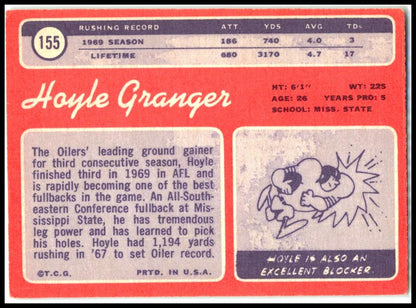 155
RUSHING RECORD ATT YDS AVG TDs
1969 SEASON 186 740 4.0 3
LIFETIME 680 3170 4.7 17
Hoyle Granger
HT: 6'1" WT: 225
AGE: 26 YEARS PRO: 5
SCHOOL: MISS. STATE
The Oilers' leading ground gainer
for third consecutive season, Hoyle
finished third in 1969 in AFL and
is rapidly becoming one of the best
fullbacks in the game. An All-South-
eastern Conference fullback at Mis-
sissippi State, he has tremendous
leg power and has learned to pick
his holes. Hoyle had 1,194 yards
rushing in '67 to set Oiler record.
©T.C.G. PRTD. IN U.S.A.
HOYLE IS ALSO AN
EXCELLENT BLOCKER.